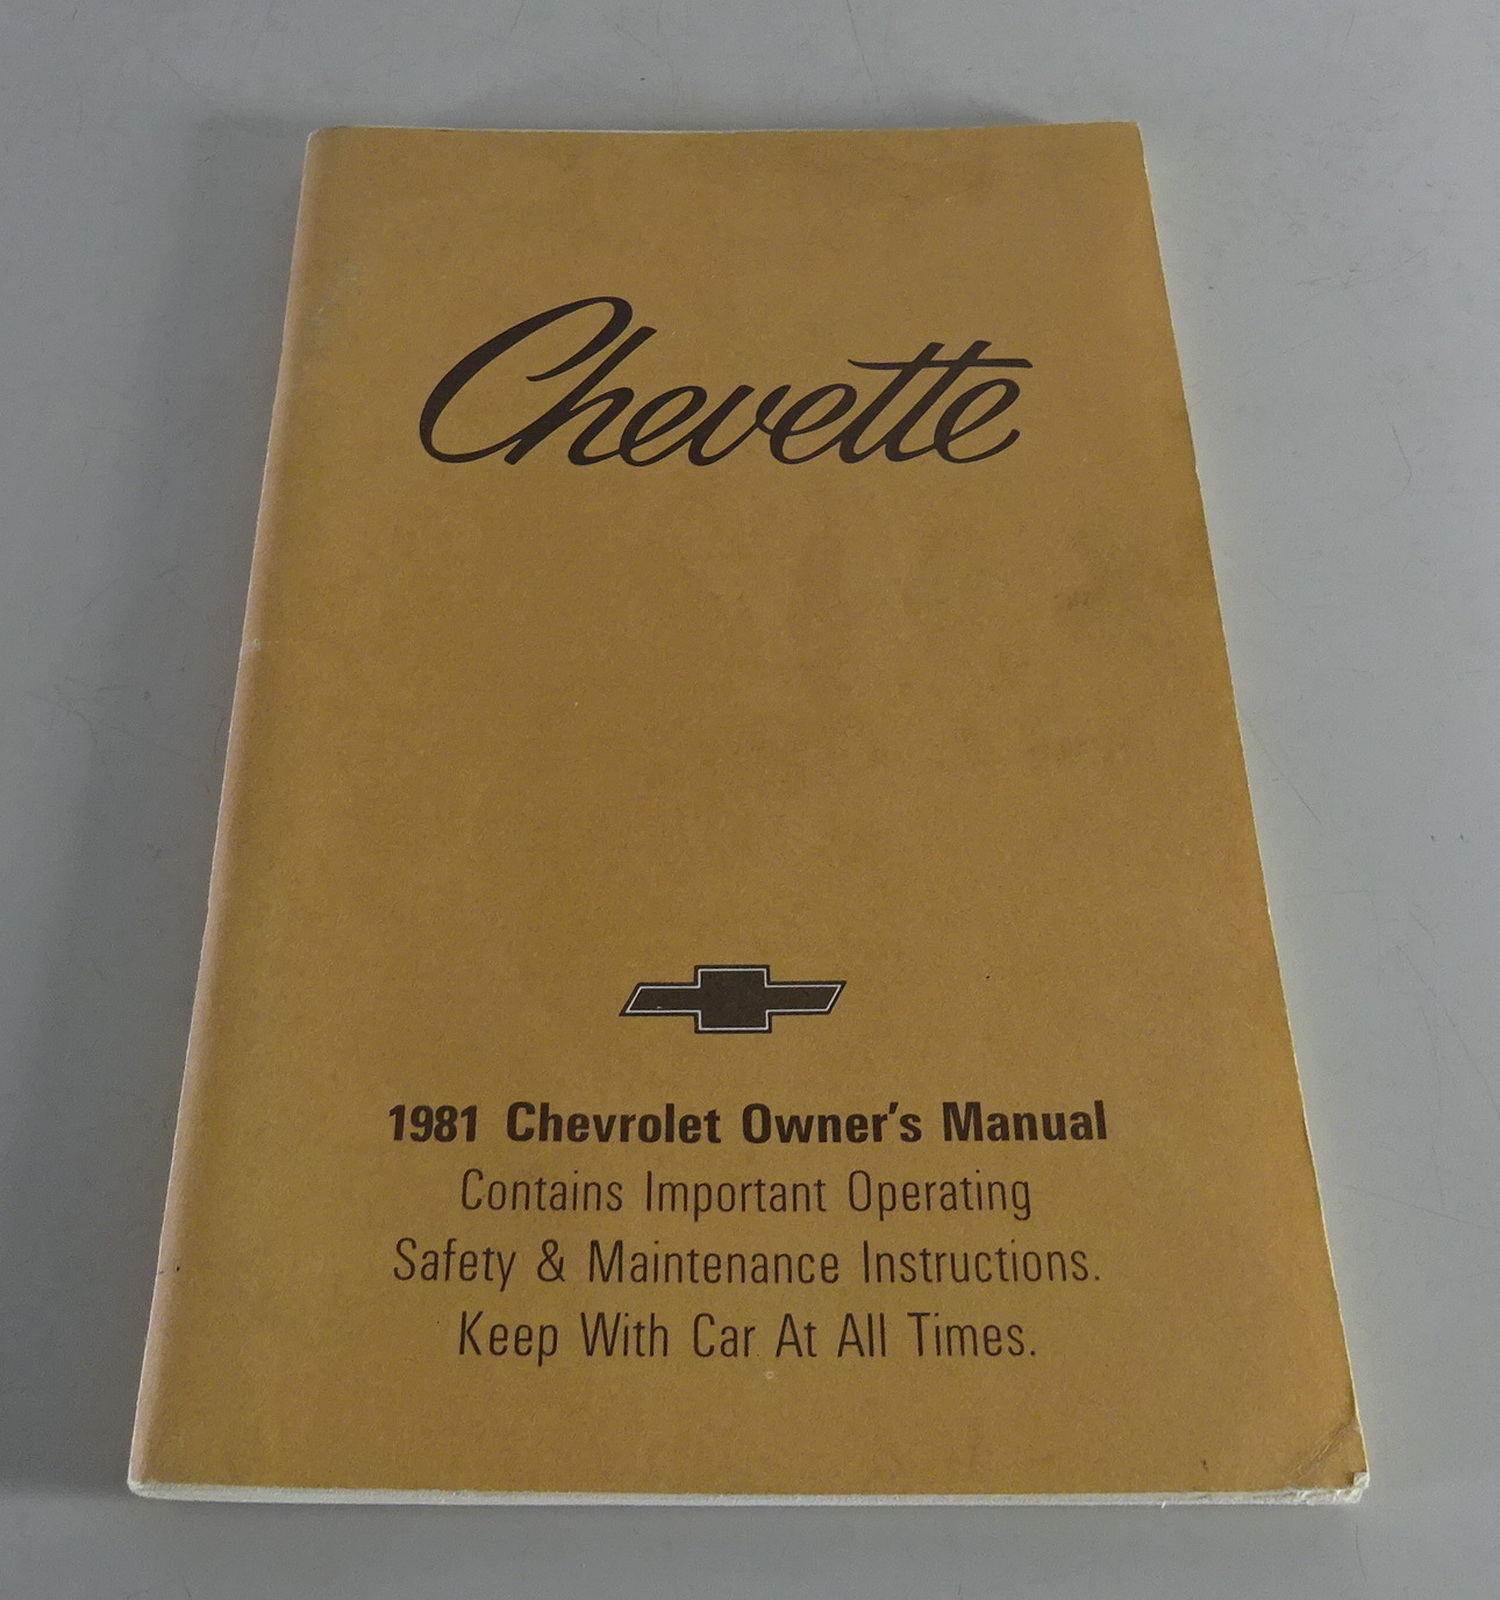 Chevette
1981 Chevrolet Owner's Manual
Contains Important Operating
Safety & Maintenance Instructions.
Keep With Car At All Times.